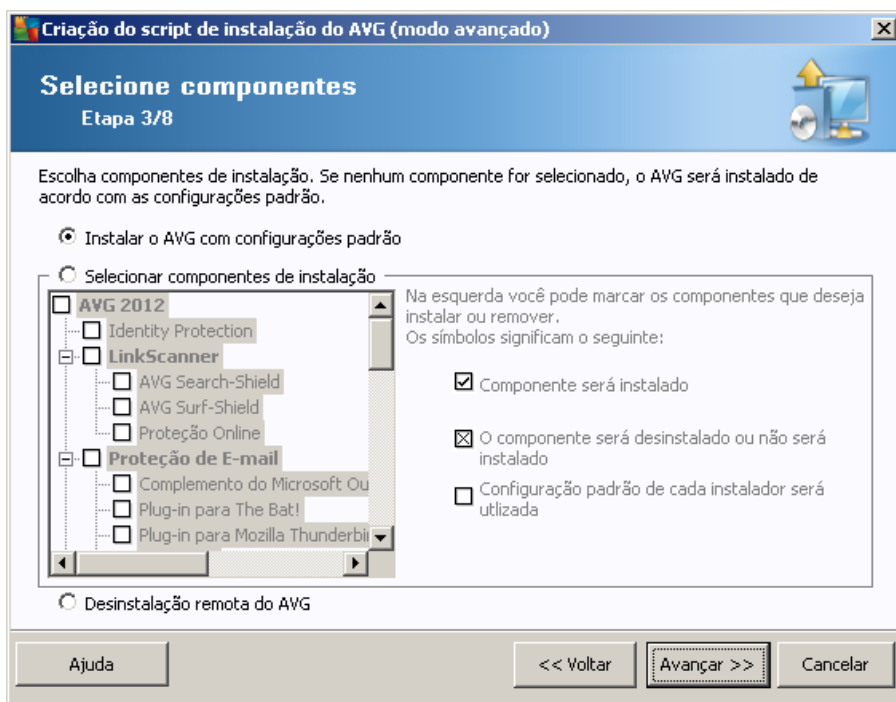 Criação do script de instalação do AVG (modo avançado)
Selecione componentes
Etapa 3/8
Escolha componentes de instalação. Se nenhum componente for selecionado, o AVG será instalado de
acordo com as configurações padrão.
Instalar o AVG com configurações padrão
Selecionar componentes de instalação
AVG 2012
Identity Protection
LinkScanner
AVG Search-Shield
AVG Surf-Shield
Proteção Online
Proteção de E-mail
Complemento do Microsoft Ou
Plug-in para The Bat!
Plug-in para Mozilla Thunderbi
Na esquerda você pode marcar os componentes que deseja
instalar ou remover.
Os símbolos significam o seguinte:
Componente será instalado
O componente será desinstalado ou não será
instalado
Configuração padrão de cada instalador será
utlizada
Desinstalação remota do AVG
Ajuda
<< Voltar
Avançar >>
Cancelar